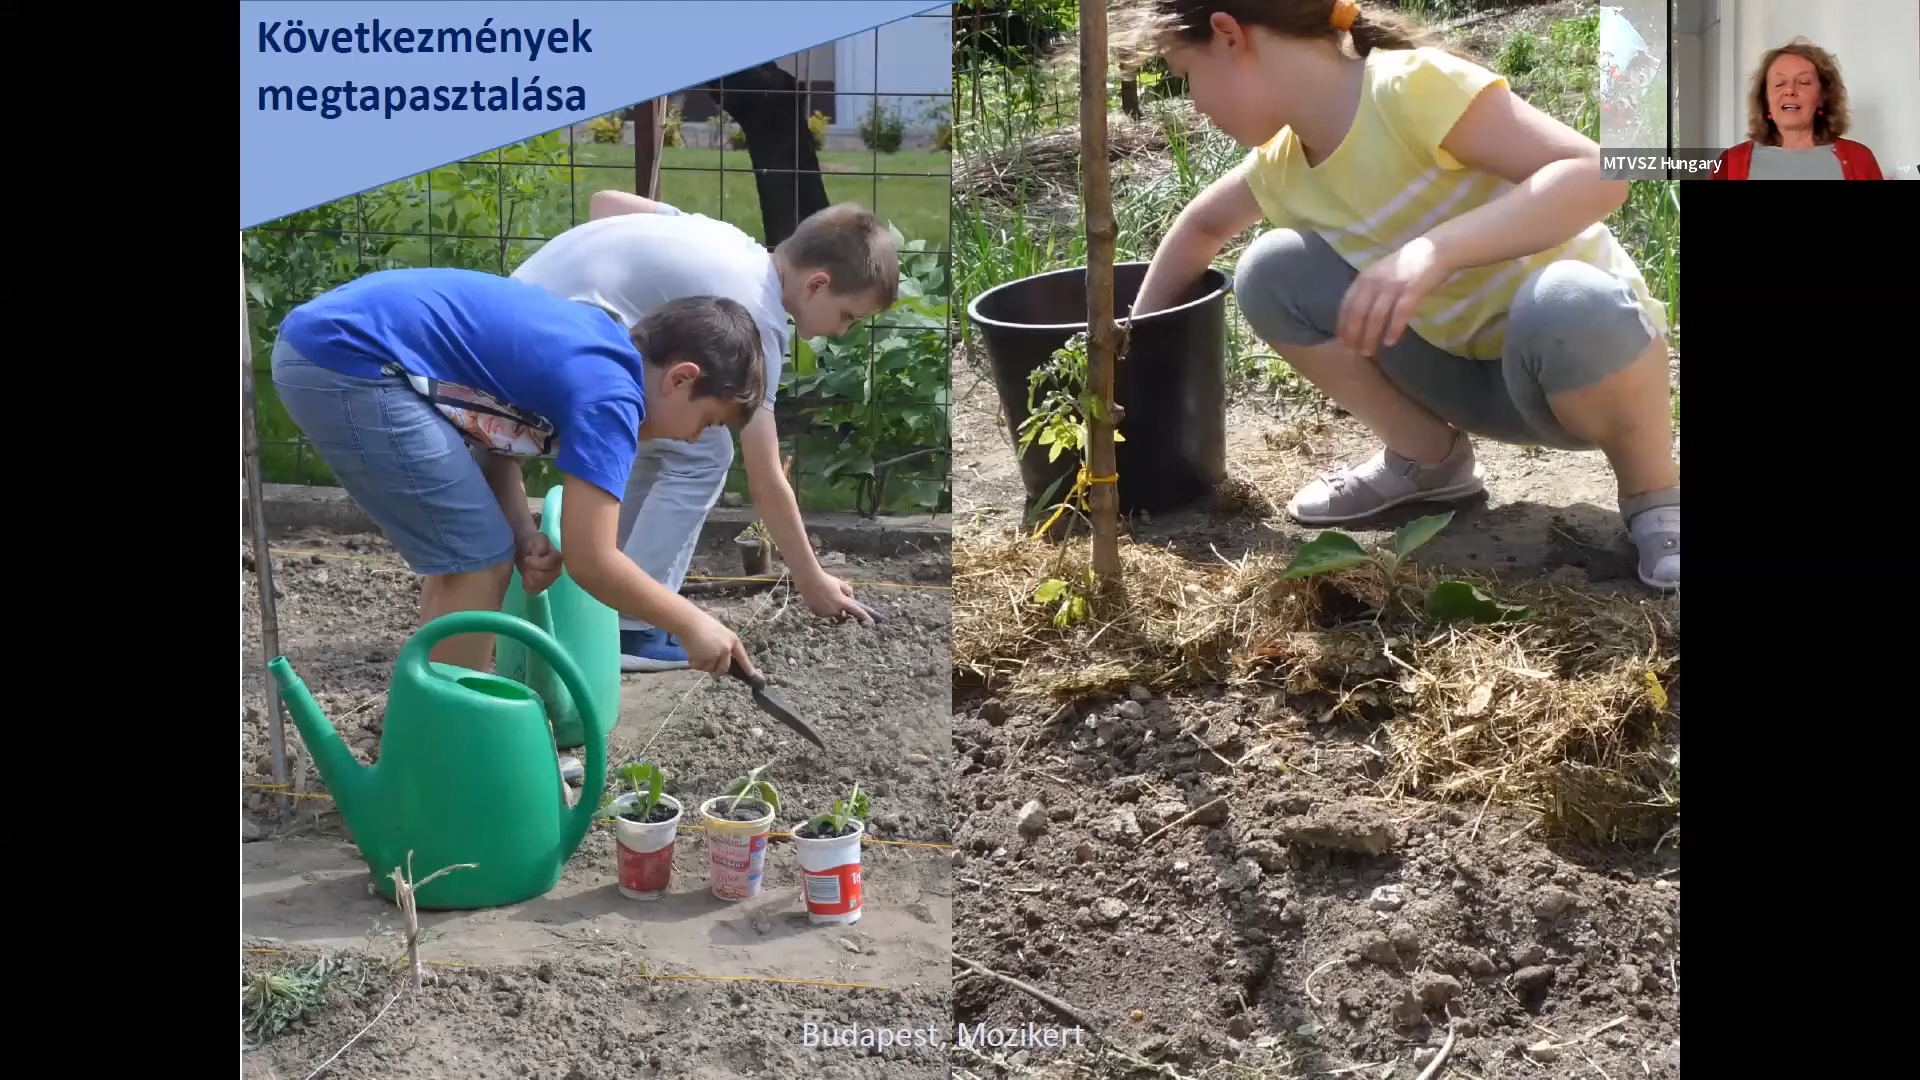 Következmények
megtapasztalása
MTVSZ Hungary
Budapest, Mozikert